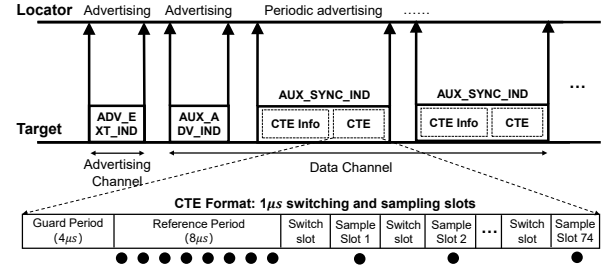 Locator Advertising Advertising Periodic advertising ......
AUX_SYNC_IND AUX_SYNC_IND ...
ADV_E
XT_IND
AUX_A
DV_IND
CTE Info CTE CTE Info CTE
Target
Advertising
Channel
Data Channel
CTE Format: 1μs switching and sampling slots
Guard Period
(4μs)
Reference Period
(8μs)
Switch
slot
Sample
Slot 1
Switch
slot
Sample
Slot 2
...
Switch
slot
Sample
Slot 74